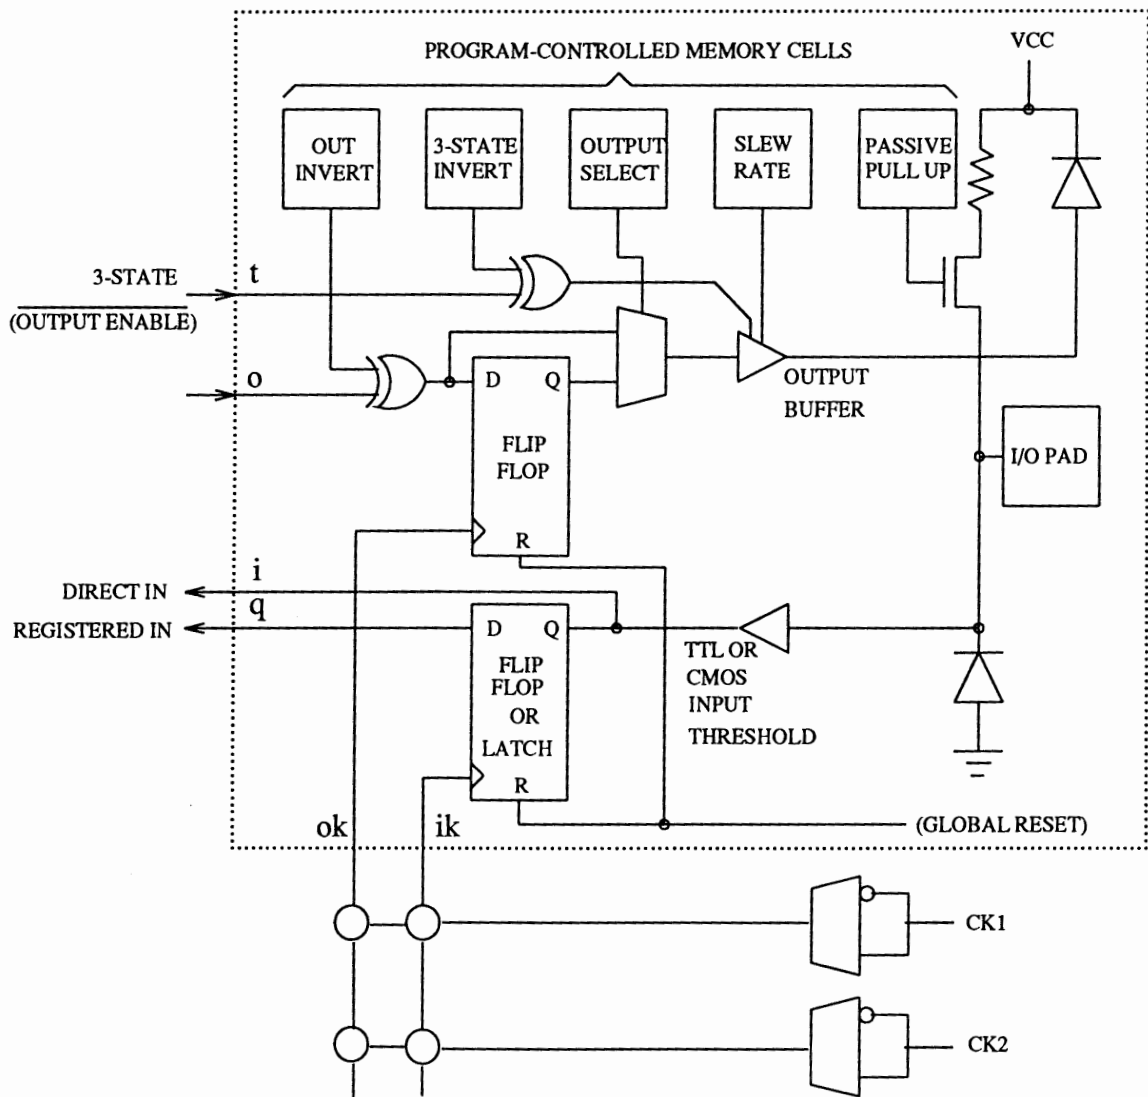 PROGRAM-CONTROLLED MEMORY CELLS
VCC
OUT
INVERT
3-STATE
INVERT
OUTPUT
SELECT
SLEW
RATE
PASSIVE
PULL UP
3-STATE
t
(OUTPUT ENABLE)
o
D Q
FLIP
FLOP
R
OUTPUT
BUFFER
I/O PAD
DIRECT IN
i
REGISTERED IN
q
D Q
FLIP
FLOP
OR
LATCH
R
TTL OR
CMOS
INPUT
THRESHOLD
ok
ik
(GLOBAL RESET)
CK1
CK2